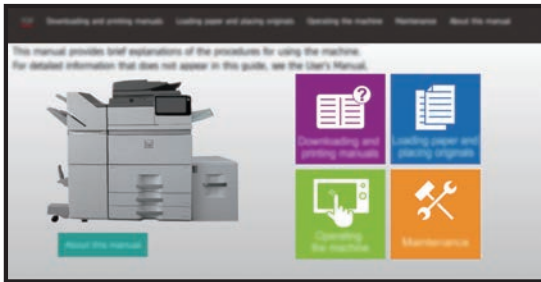 Downloading and printing manuals Loading paper and placing originals Operating the machine Maintenance About this manual
This manual provides brief explanations of the procedures for using the machine.
For detailed information that does not appear in this guide, see the User's Manual.
?
Downloading and
printing manuals
Loading paper and
placing originals
Operating
the machine
Maintenance
About this manual